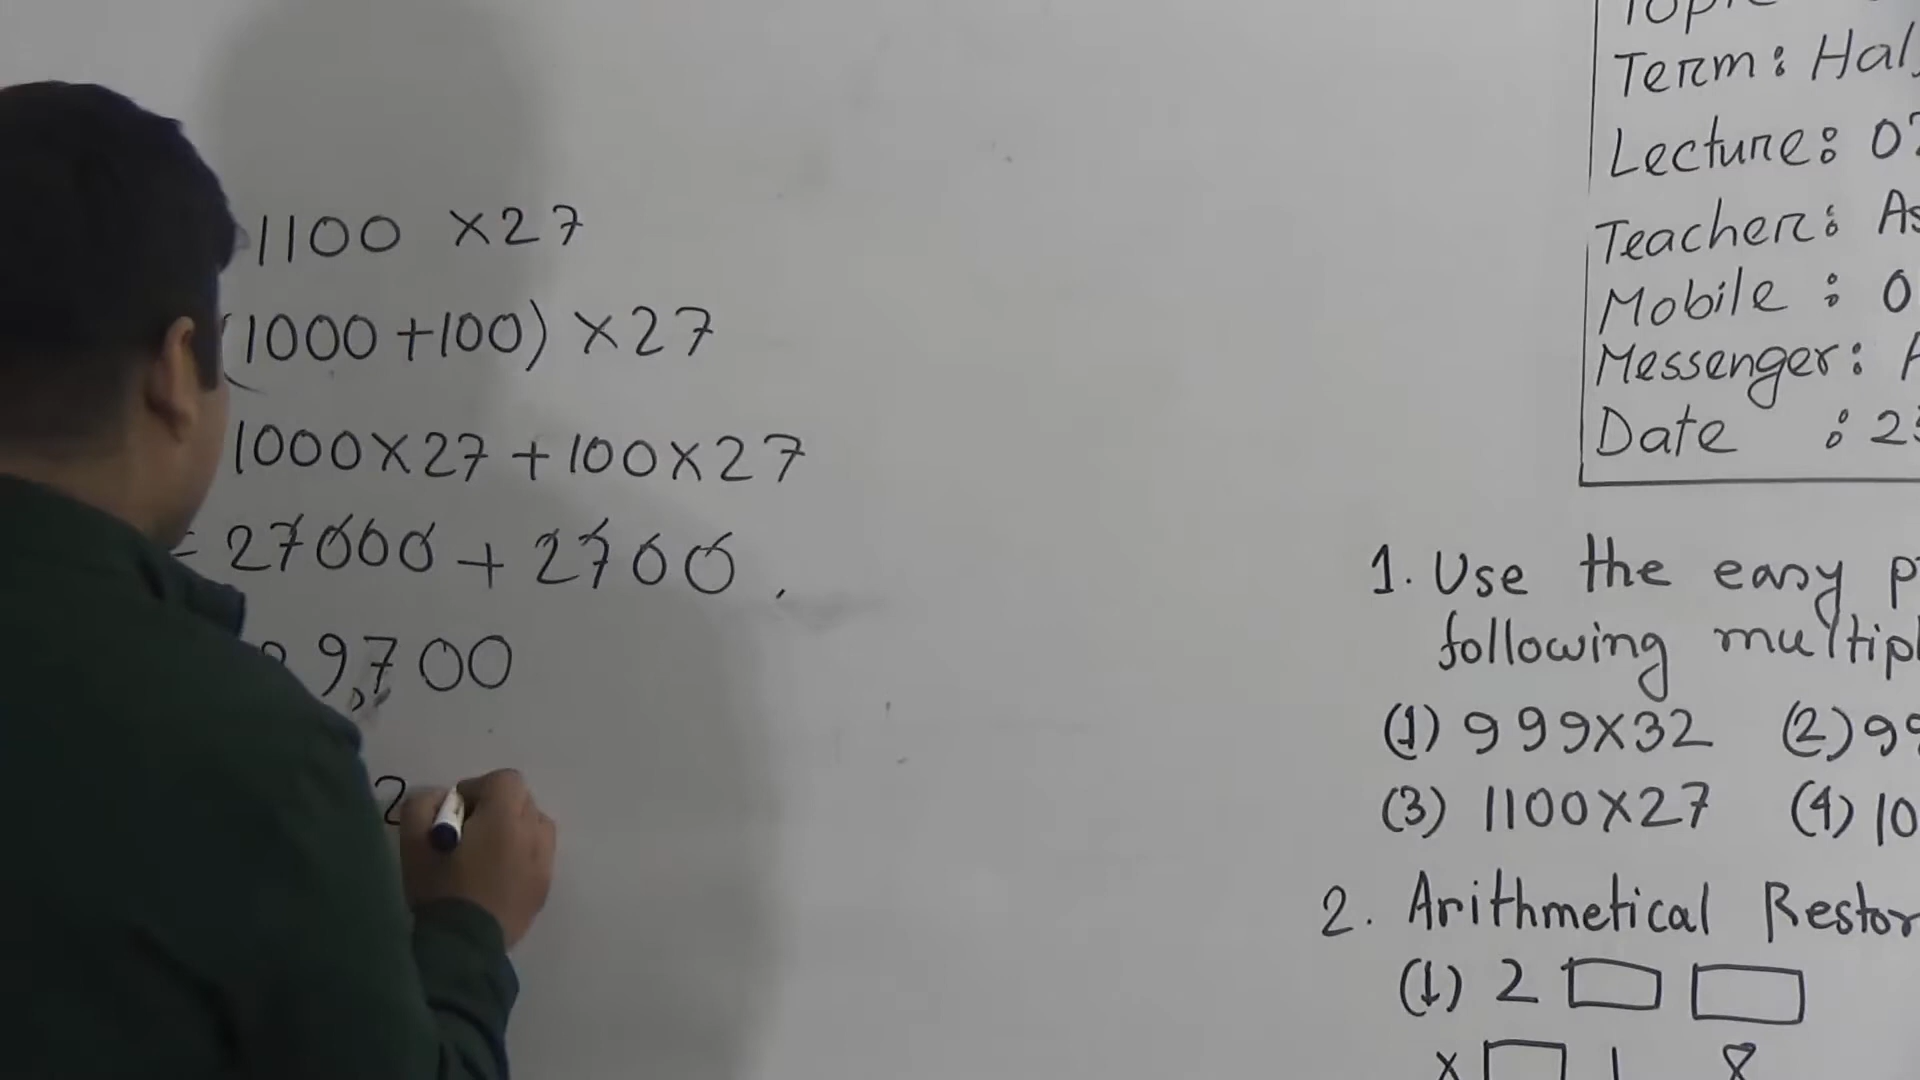 1100 ×27
(1000+100) ×27
1000×27 + 100×27
= 27000 + 2700
9,700
2
Term: Hal
Lecture: 0
Teacher: As
Mobile : 0
Messenger:
Date : 2
1. Use the easy p
following multipl
(1) 999×32 (2) 99
(3) 1100×27 (4) 10
2. Arithmetical Restor
(1) 2
× 1 8